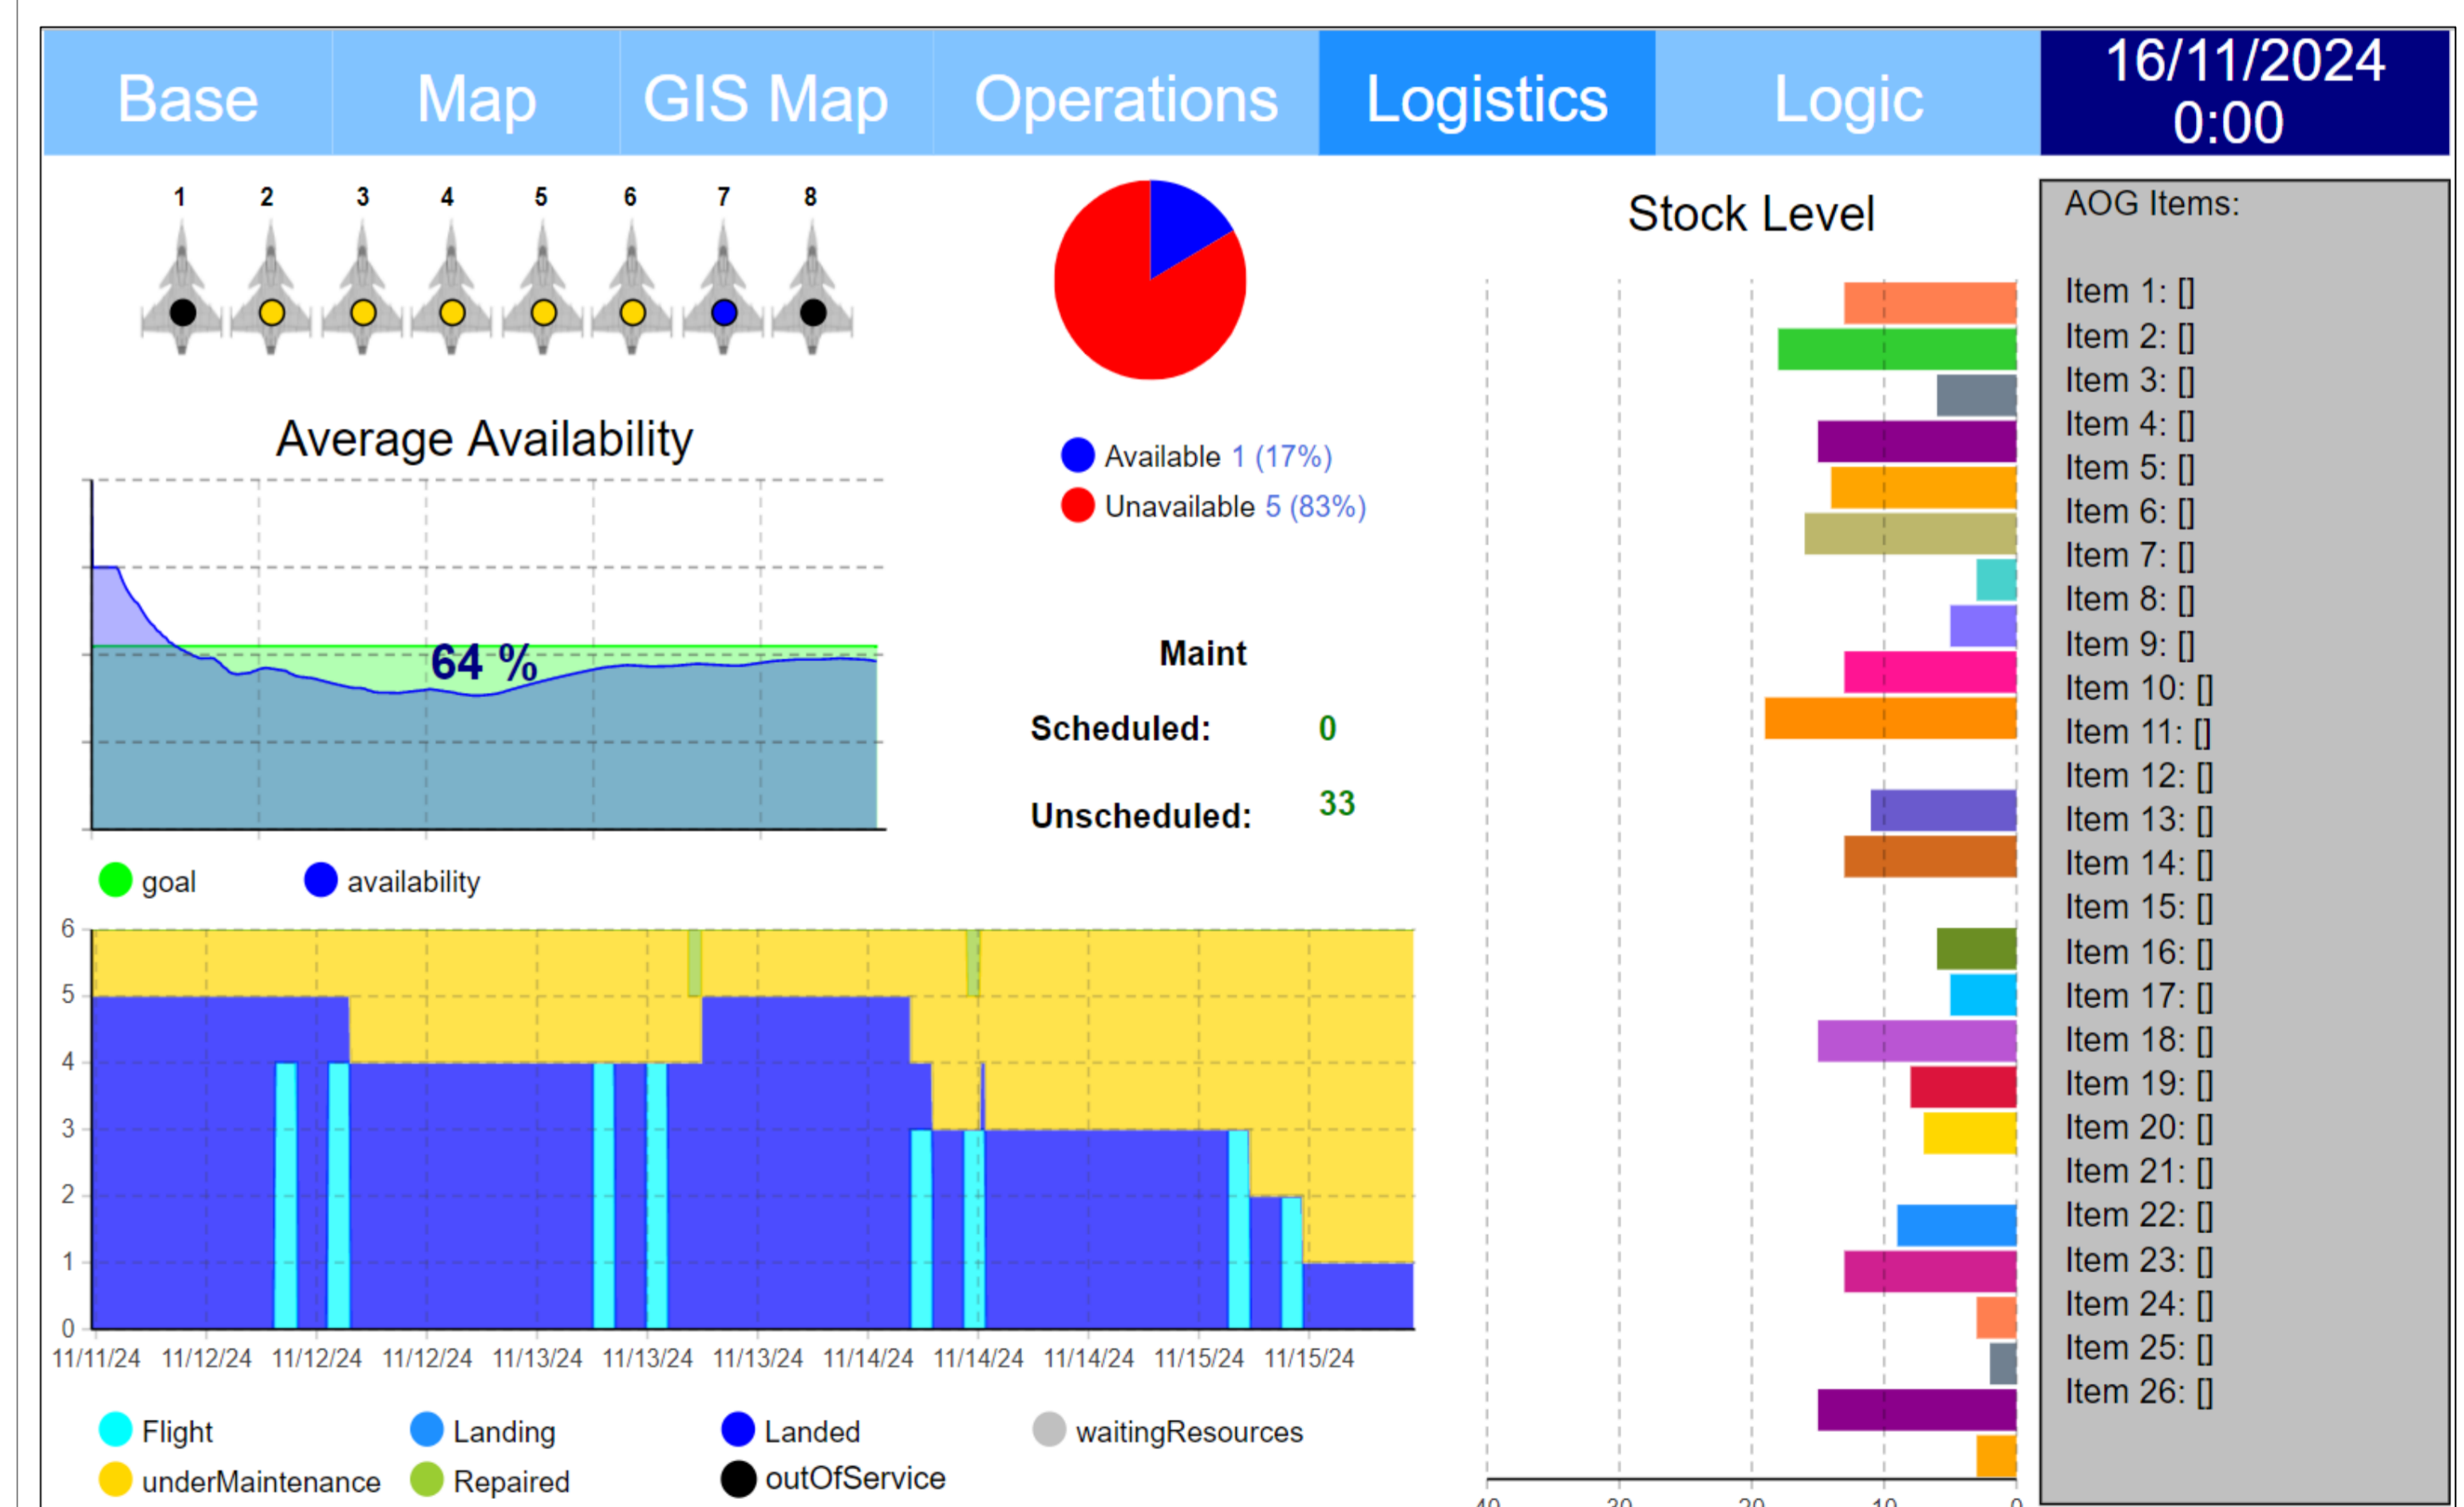 Base Map GIS Map Operations Logistics Logic
16/11/2024
0:00
1 2 3 4 5 6 7 8
Average Availability
64 %
goal availability
Available 1 (17%)
Unavailable 5 (83%)
Maint
Scheduled: 0
Unscheduled: 33
6
5
4
3
2
1
0
11/11/24 11/12/24 11/12/24 11/12/24 11/13/24 11/13/24 11/13/24 11/14/24 11/14/24 11/14/24 11/15/24 11/15/24
Flight Landing Landed waitingResources
underMaintenance Repaired outOfService
Stock Level
40 30 20 10 0
AOG Items:
Item 1: []
Item 2: []
Item 3: []
Item 4: []
Item 5: []
Item 6: []
Item 7: []
Item 8: []
Item 9: []
Item 10: []
Item 11: []
Item 12: []
Item 13: []
Item 14: []
Item 15: []
Item 16: []
Item 17: []
Item 18: []
Item 19: []
Item 20: []
Item 21: []
Item 22: []
Item 23: []
Item 24: []
Item 25: []
Item 26: []